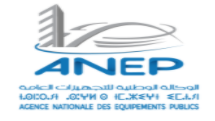 ANEP
الوكالة الوطنية للتجهيزات العامة
AGENCE NATIONALE DES EQUIPEMENTS PUBLICS